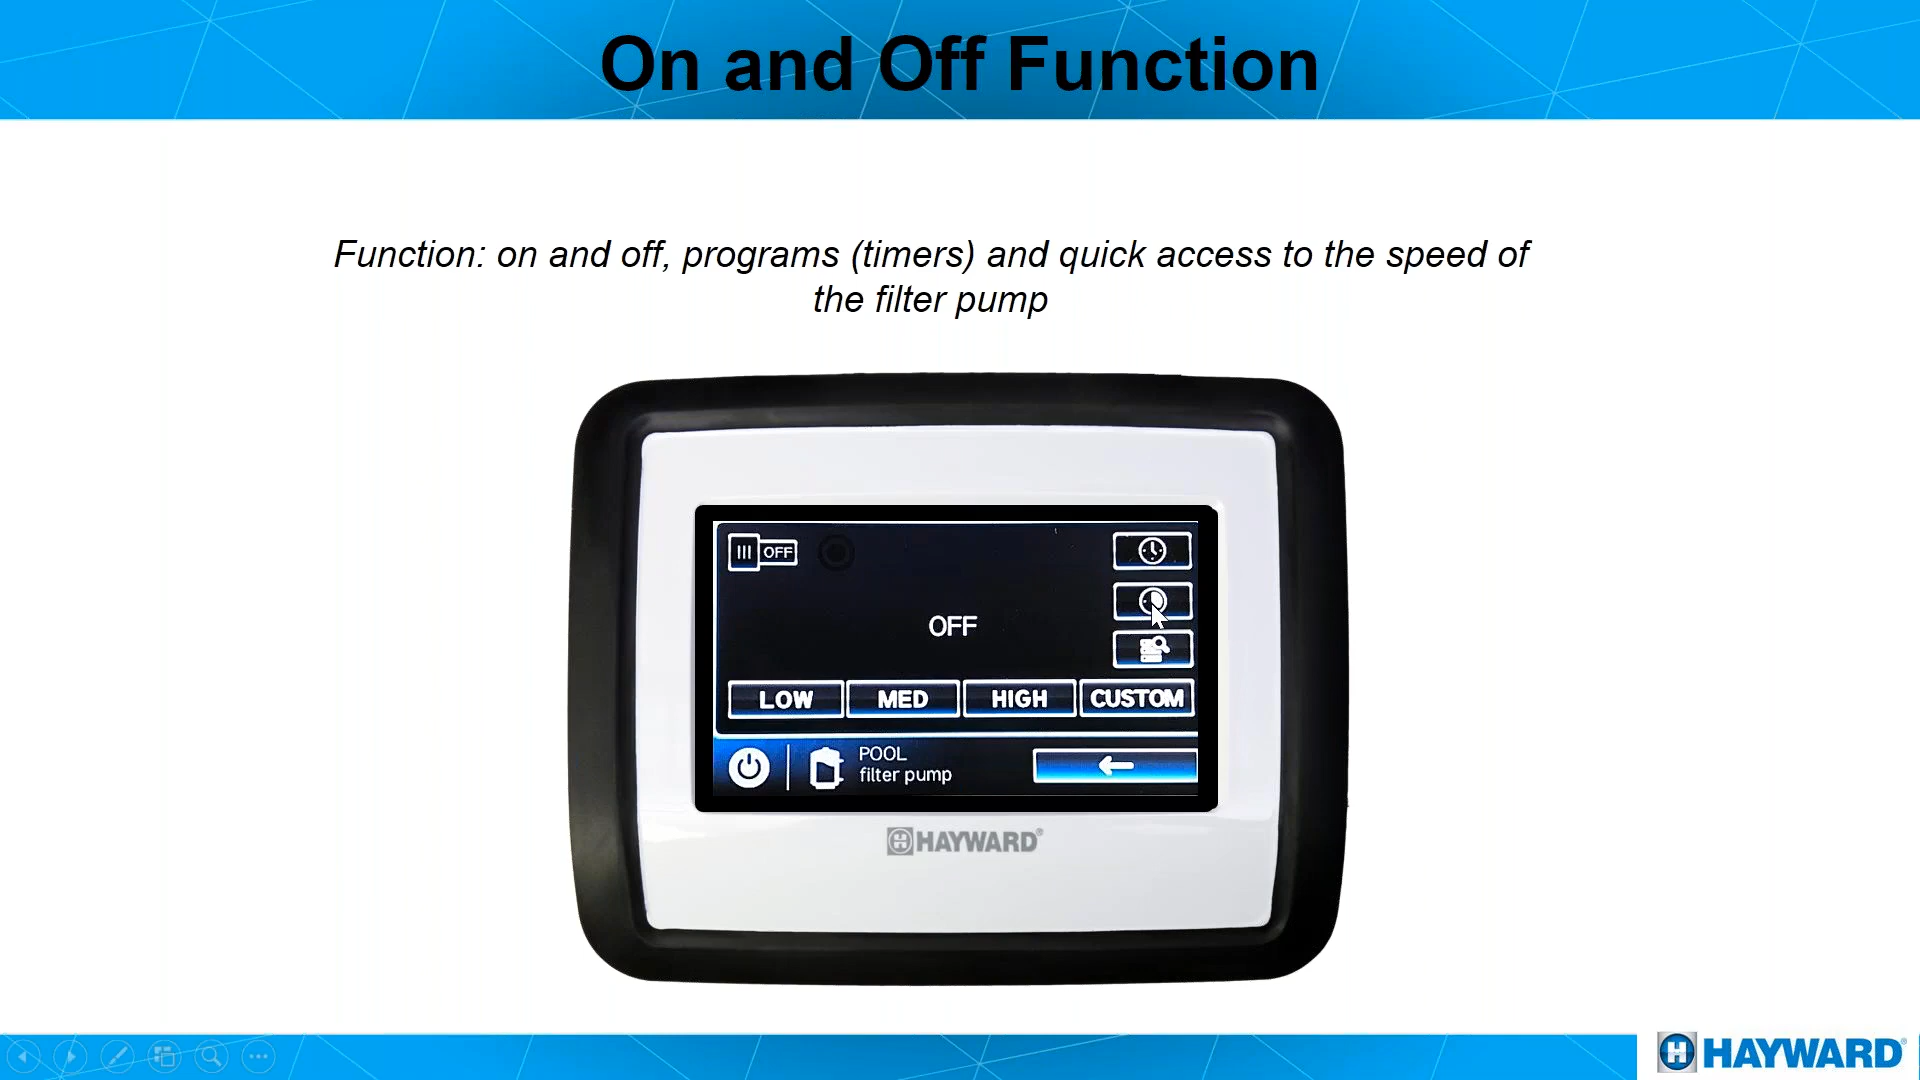 On and Off Function
Function: on and off, programs (timers) and quick access to the speed of
the filter pump
OFF
OFF
LOW MED HIGH CUSTOM
POOL
filter pump
HAYWARD®
HAYWARD®